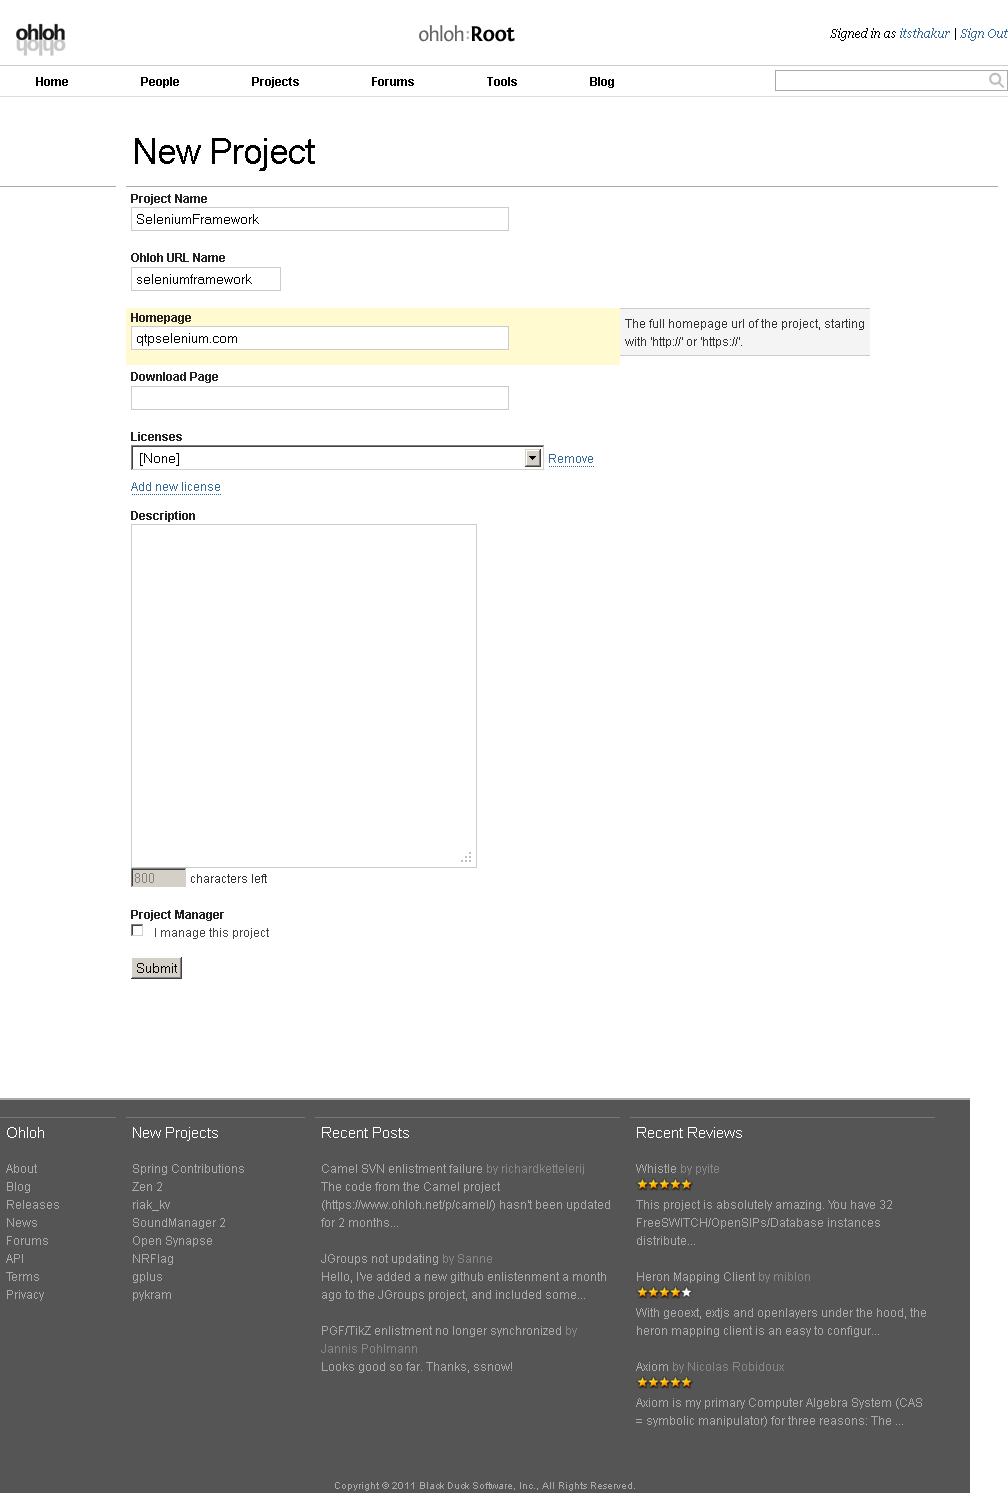 ohloh
ohloh:Root
Signed in as itsthakur | Sign Out
Home People Projects Forums Tools Blog
New Project
Project Name
SeleniumFramework
Ohloh URL Name
seleniumframework
Homepage
qtpselenium.com
The full homepage url of the project, starting
with 'http://' or 'https://'.
Download Page
Licenses
[None]
Remove
Add new license
Description
800 characters left
Project Manager
I manage this project
Submit
Ohloh
About
Blog
Releases
News
Forums
API
Terms
Privacy
New Projects
Spring Contributions
Zen 2
riak_kv
SoundManager 2
Open Synapse
NRFlag
gplus
pykram
Recent Posts
Camel SVN enlistment failure by richardkettelerij
The code from the Camel project
(https://www.ohloh.net/p/camel/) hasn't been updated
for 2 months...
JGroups not updating by Sanne
Hello, I've added a new github enlistenment a month
ago to the JGroups project, and included some...
PGF/TikZ enlistment no longer synchronized by
Jannis Pohlmann
Looks good so far. Thanks, ssnow!
Recent Reviews
Whistle by pyite
This project is absolutely amazing. You have 32
FreeSWITCH/OpenSIPs/Database instances
distribute...
Heron Mapping Client by miblon
With geoext, extjs and openlayers under the hood, the
heron mapping client is an easy to configur...
Axiom by Nicolas Robidoux
Axiom is my primary Computer Algebra System (CAS
= symbolic manipulator) for three reasons: The ...
Copyright © 2011 Black Duck Software, Inc., All Rights Reserved.